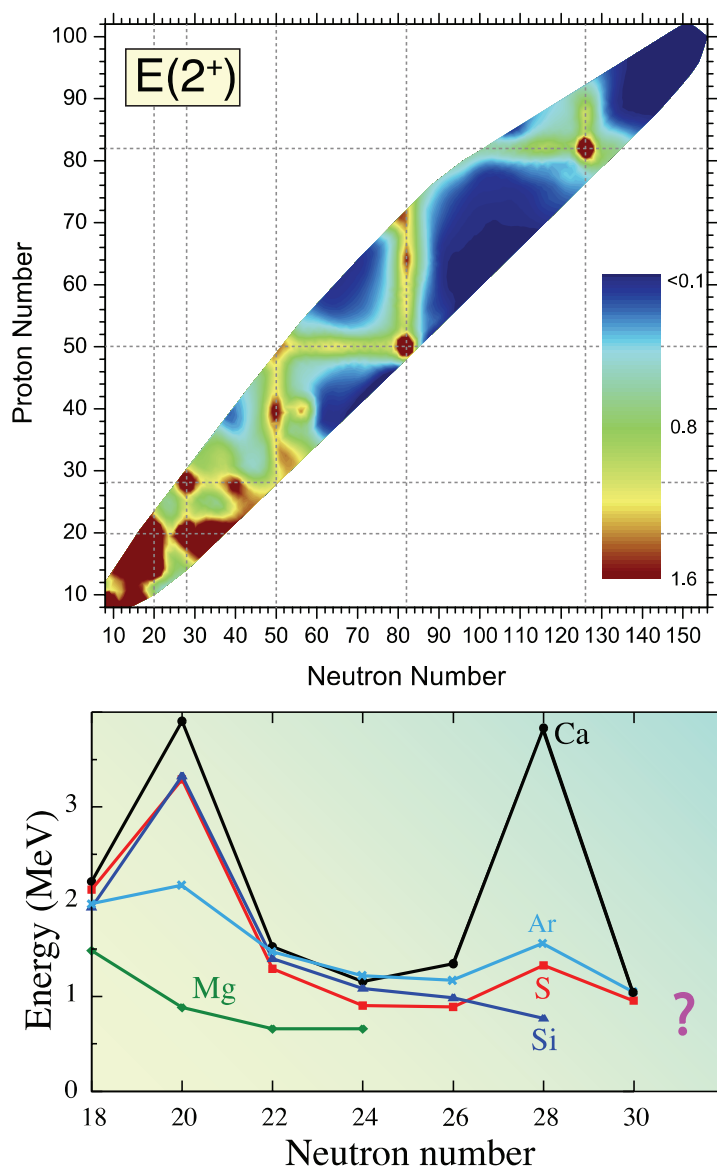 E(2+)
100
90
80
70
60
50
40
30
20
10
Proton Number
<0.1
0.8
1.6
10 20 30 40 50 60 70 80 90 100 110 120 130 140 150
Neutron Number
Energy (MeV)
3
2
1
0
Ca
Ar
S
Si
Mg
?
18 20 22 24 26 28 30
Neutron number